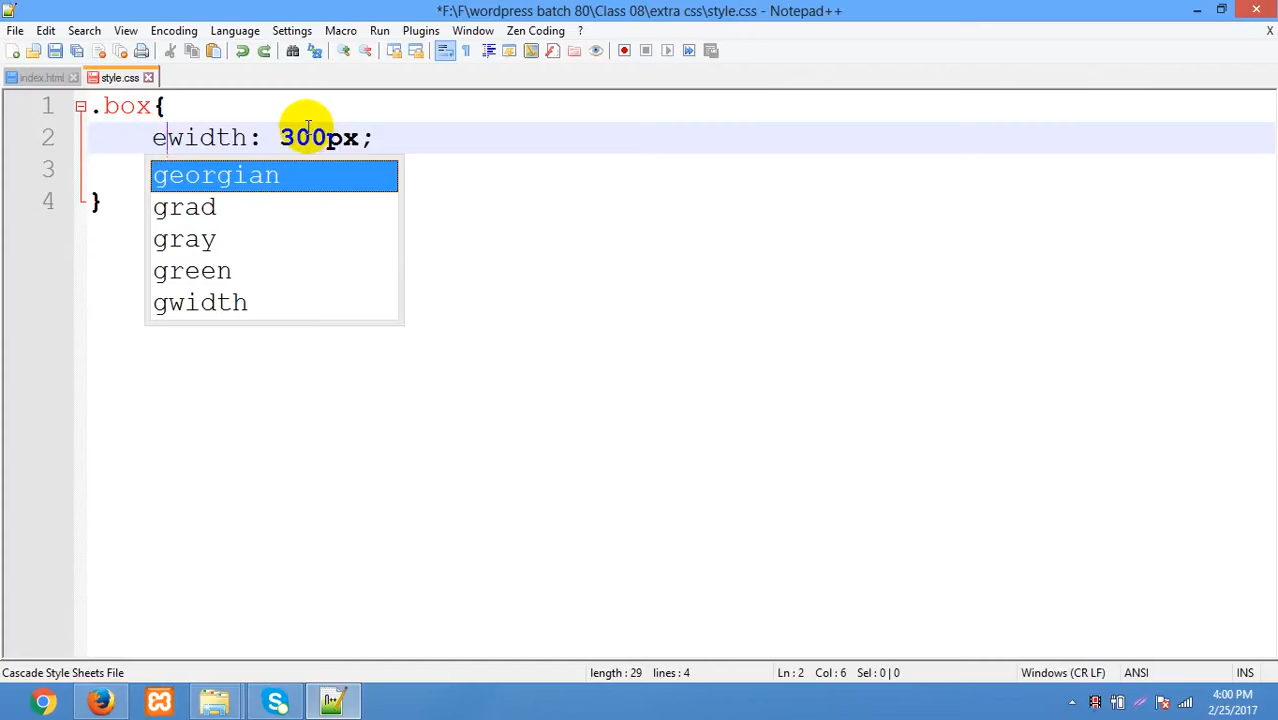 *F:\F\wordpress batch 80\Class 08\extra css\style.css - Notepad++
File Edit Search View Encoding Language Settings Macro Run Plugins Window Zen Coding ? X
index.html style.css
1 .box{
2 ewidth: 300px;
3
4 }
georgian
grad
gray
green
gwidth
Cascade Style Sheets File length : 29 lines : 4 Ln : 2 Col : 6 Sel : 0 | 0 Windows (CR LF) ANSI INS
4:00 PM
2/25/2017